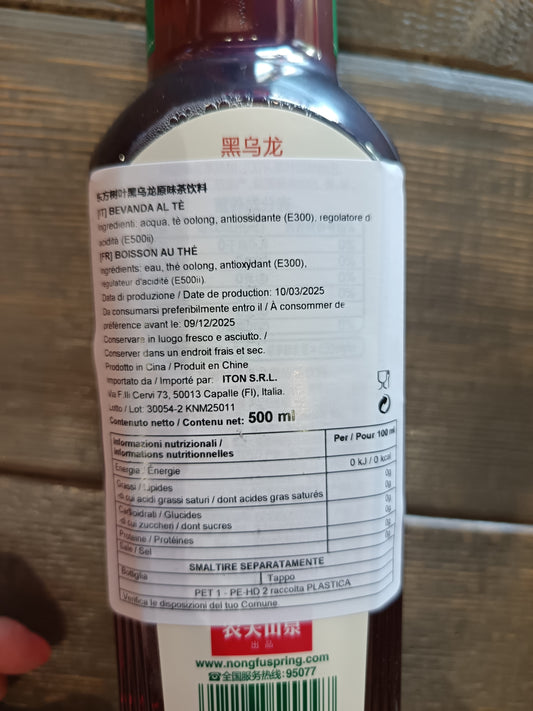 黑乌龙
东方树叶黑乌龙原味茶饮料
[IT] BEVANDA AL TÈ
Ingredienti: acqua, tè oolong, antiossidante (E300), regolatore di
acidità (E500ii).
[FR] BOISSON AU THÉ
Ingrédients: eau, thé oolong, antioxydant (E300),
régulateur d'acidité (E500ii).
Data di produzione / Date de production: 10/03/2025
Da consumarsi preferibilmente entro il / À consommer de
préférence avant le: 09/12/2025
Conservare in luogo fresco e asciutto. /
Conserver dans un endroit frais et sec.
Prodotto in Cina / Produit en Chine
Importato da / Importé par: ITON S.R.L.
Via F.lli Cervi 73, 50013 Capalle (FI), Italia.
Lotto / Lot: 30054-2 KNM25011
Contenuto netto / Contenu net: 500 ml
Informazioni nutrizionali / Per / Pour 100 ml
Informations nutritionnelles
Energia / Énergie 0 kJ / 0 kcal
Grassi / Lipides 0g
di cui acidi grassi saturi / dont acides gras saturés 0g
Carboidrati / Glucides 0g
di cui zuccheri / dont sucres 0g
Proteine / Protéines 0g
Sale / Sel 0g
SMALTIRE SEPARATAMENTE
Bottiglia Tappo
PET 1 - PE-HD 2 raccolta PLASTICA
Verifica le disposizioni del tuo Comune
农夫山泉
出品
www.nongfuspring.com
☎全国服务热线:95077